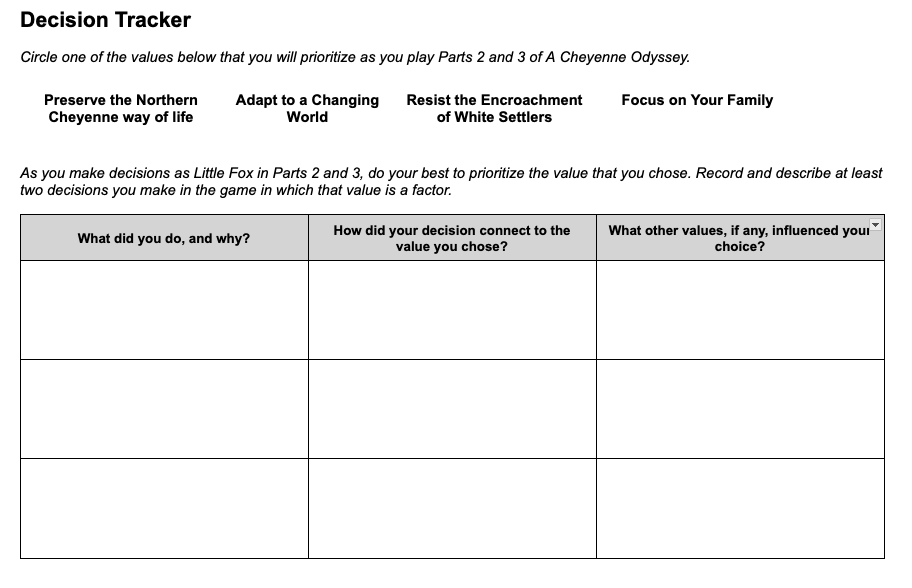 Decision Tracker
Circle one of the values below that you will prioritize as you play Parts 2 and 3 of A Cheyenne Odyssey.
Preserve the Northern
Cheyenne way of life
Adapt to a Changing
World
Resist the Encroachment
of White Settlers
Focus on Your Family
As you make decisions as Little Fox in Parts 2 and 3, do your best to prioritize the value that you chose. Record and describe at least
two decisions you make in the game in which that value is a factor.
What did you do, and why?
How did your decision connect to the
value you chose?
What other values, if any, influenced your
choice?